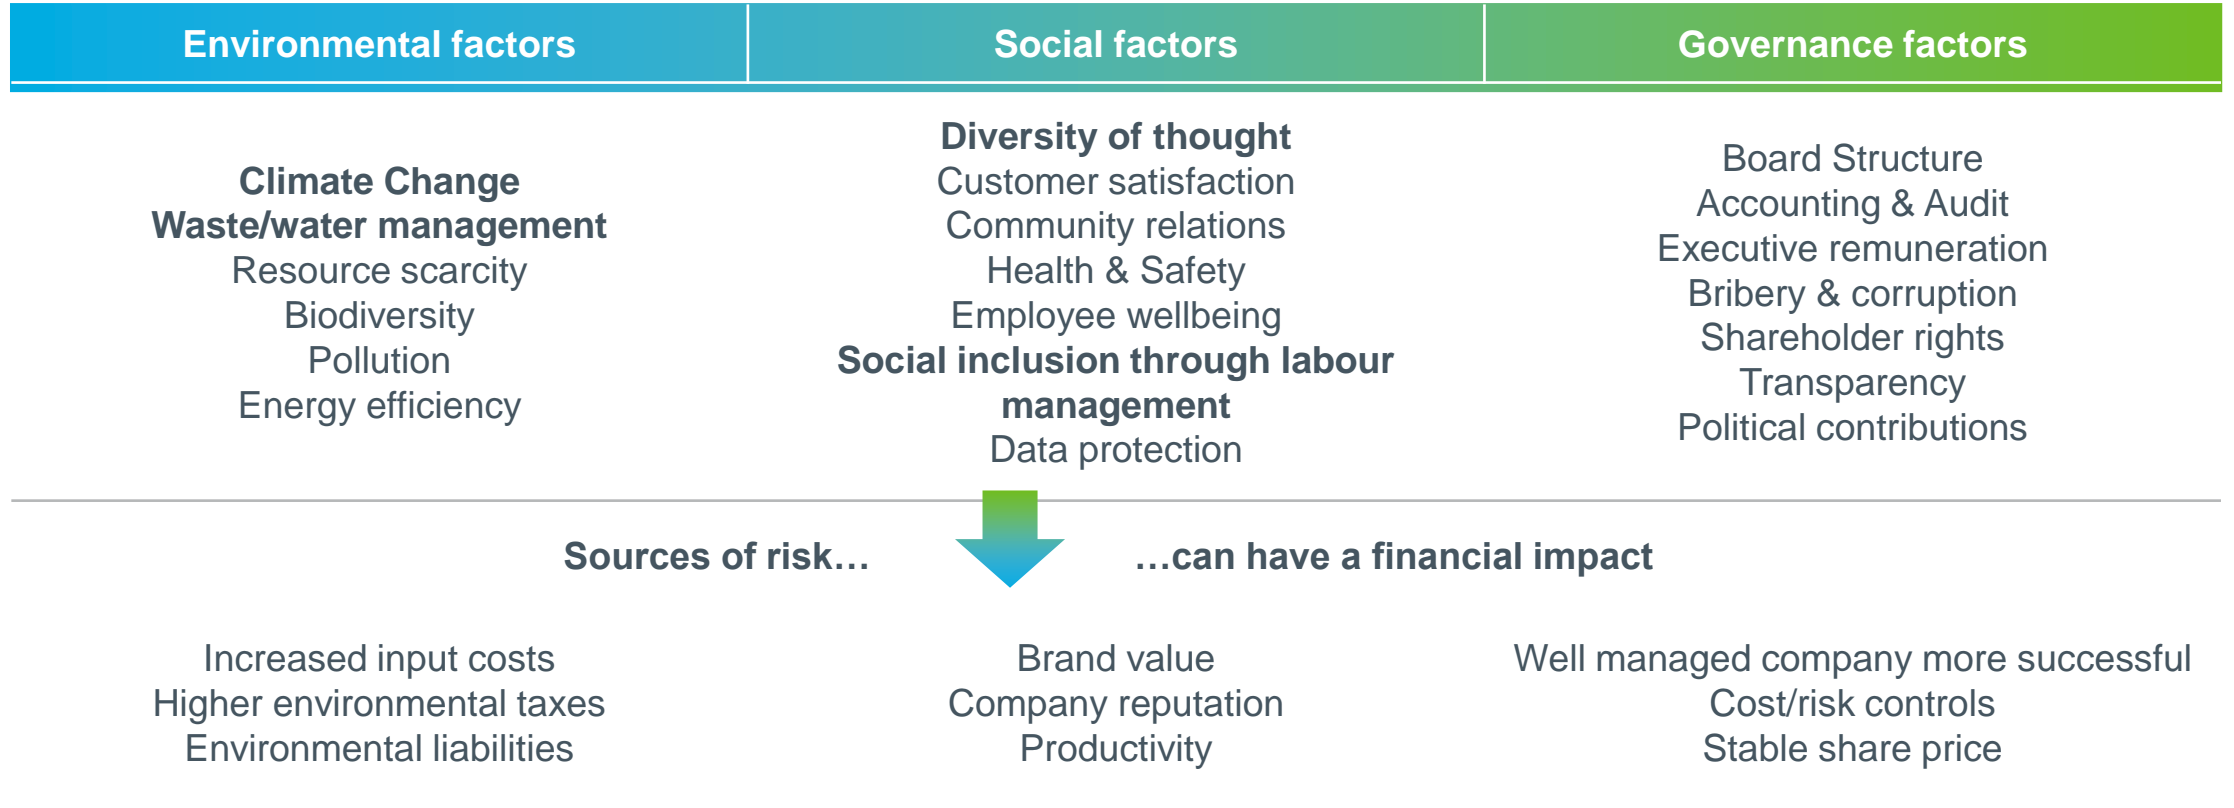 Environmental factors
Social factors
Governance factors
Climate Change
Waste/water management
Resource scarcity
Biodiversity
Pollution
Energy efficiency
Diversity of thought
Customer satisfaction
Community relations
Health & Safety
Employee wellbeing
Social inclusion through labour
management
Data protection
Board Structure
Accounting & Audit
Executive remuneration
Bribery & corruption
Shareholder rights
Transparency
Political contributions
Sources of risk…
…can have a financial impact
Increased input costs
Higher environmental taxes
Environmental liabilities
Brand value
Company reputation
Productivity
Well managed company more successful
Cost/risk controls
Stable share price